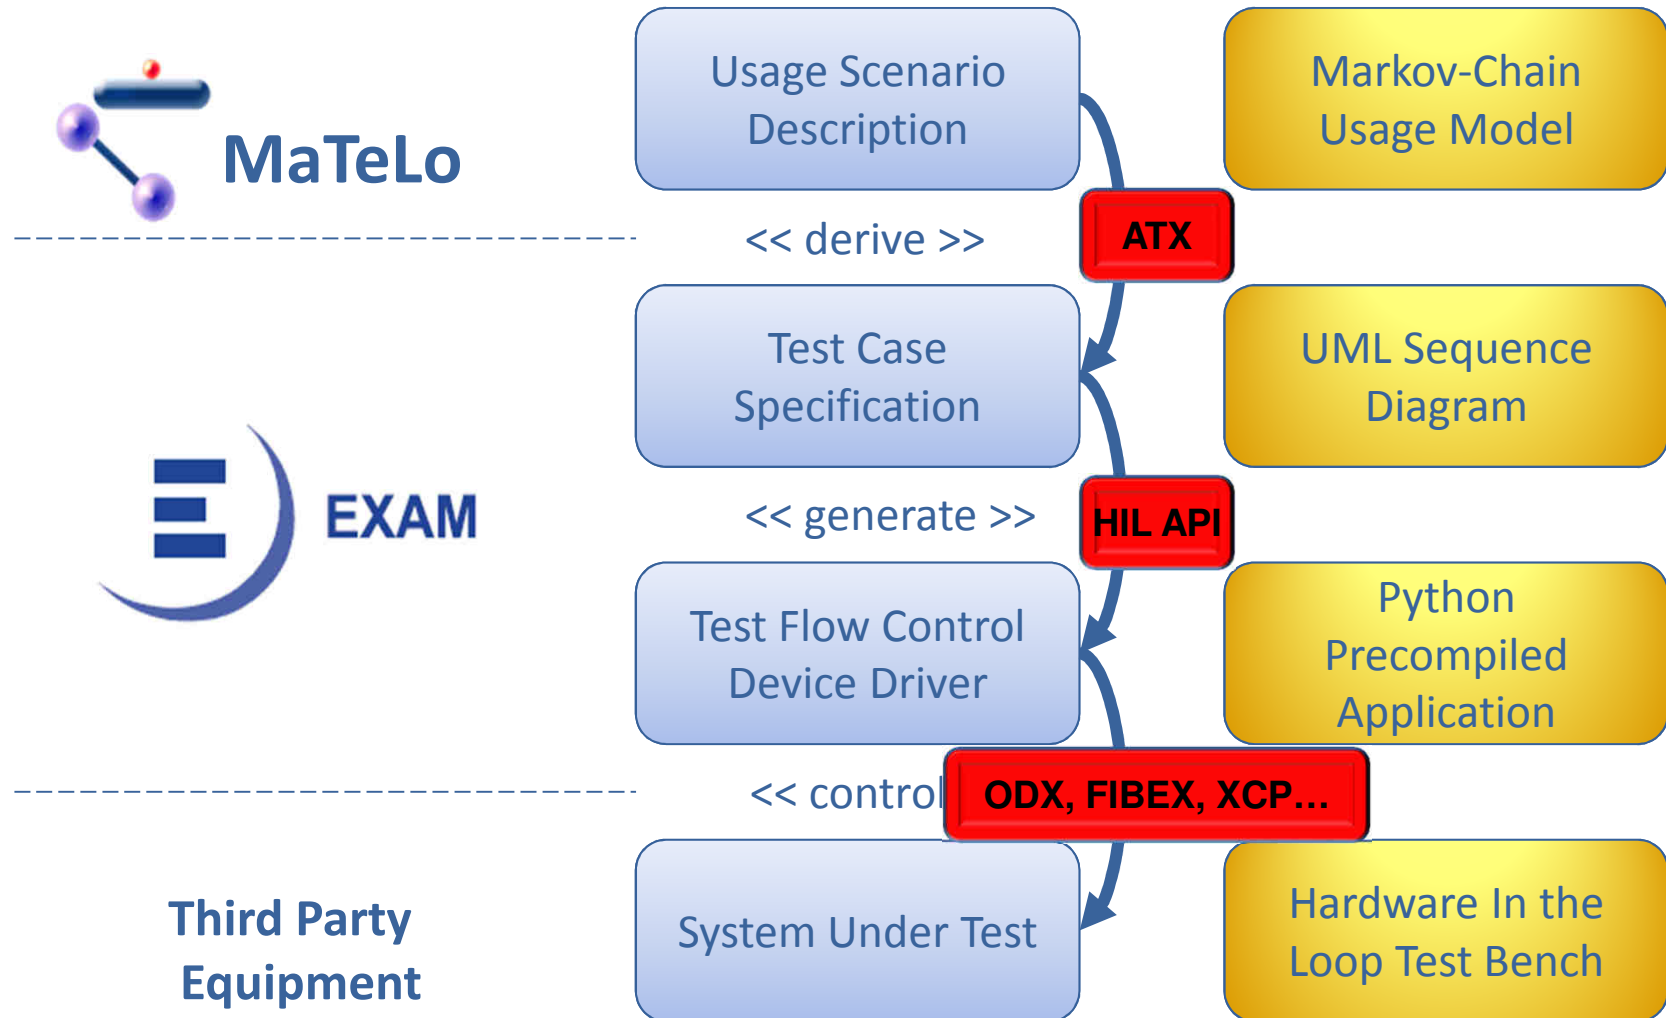 MaTeLo
Usage Scenario
Description
Markov-Chain
Usage Model
<< derive >>
ATX
Test Case
Specification
UML Sequence
Diagram
EXAM
<< generate >>
HIL API
Test Flow Control
Device Driver
Python
Precompiled
Application
<< control
ODX, FIBEX, XCP...
Third Party
Equipment
System Under Test
Hardware In the
Loop Test Bench